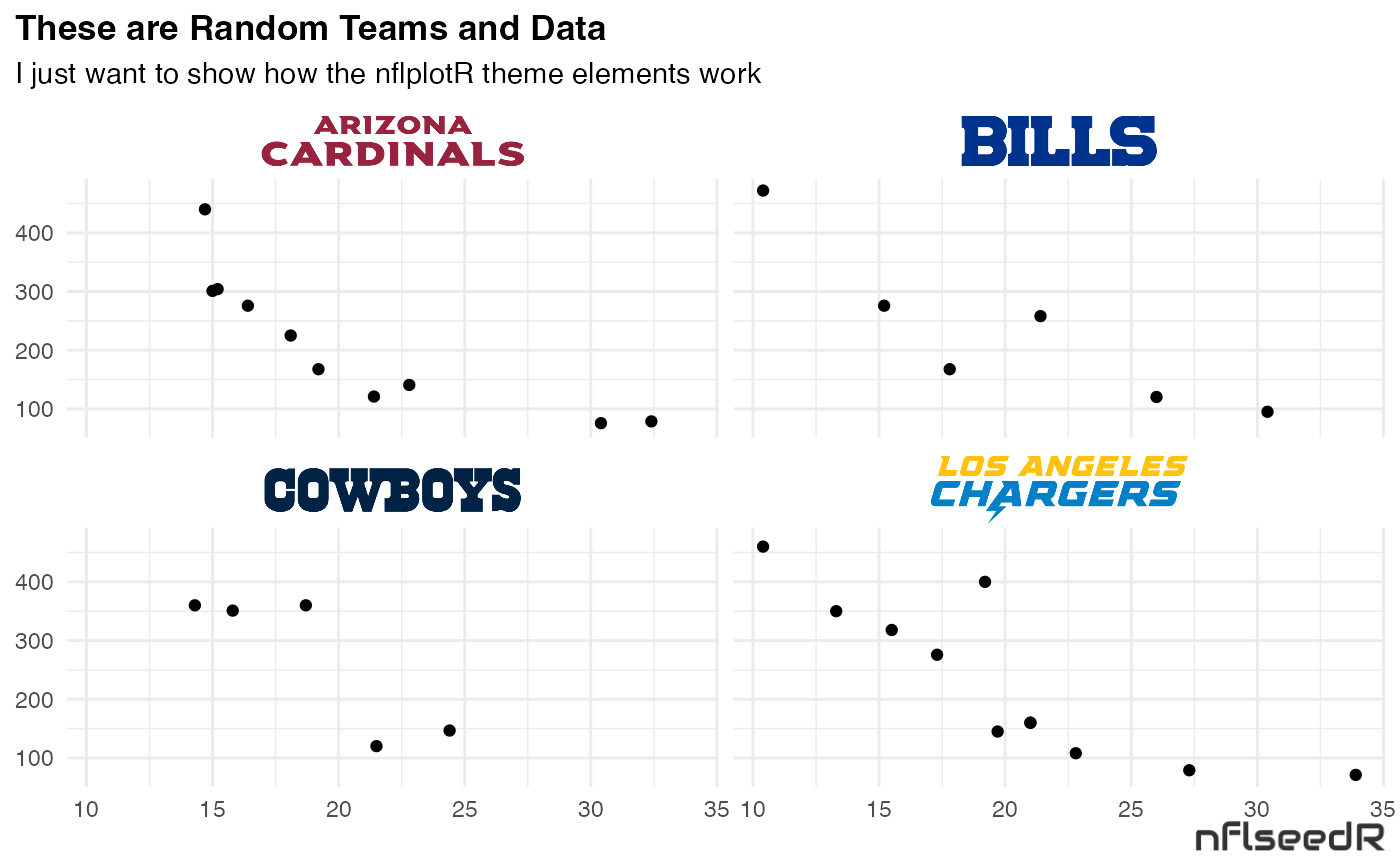 These are Random Teams and Data
I just want to show how the nflplotR theme elements work
ARIZONA
CARDINALS
BILLS
400
300
200
100
COWBOYS
LOS ANGELES
CHARGERS
400
300
200
100
10 15 20 25 30 35 10 15 20 25 30 35
nflseedR